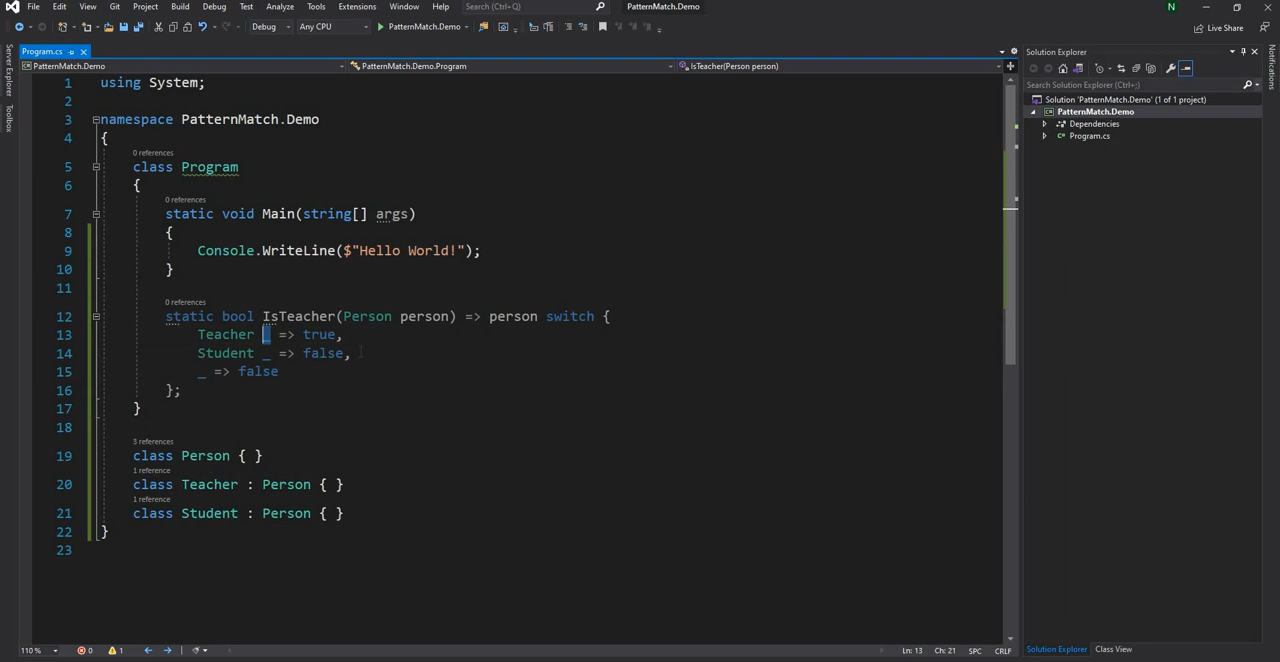 File Edit View Git Project Build Debug Test Analyze Tools Extensions Window Help Search (Ctrl+Q) PatternMatch.Demo N
Debug Any CPU PatternMatch.Demo Live Share
Server Explorer
Toolbox
Notifications
Program.cs
PatternMatch.Demo PatternMatch.Demo.Program IsTeacher(Person person)
1 using System;
2
3 namespace PatternMatch.Demo
4 {
0 references
5 class Program
6 {
0 references
7 static void Main(string[] args)
8 {
9 Console.WriteLine($"Hello World!");
10 }
11
0 references
12 static bool IsTeacher(Person person) => person switch {
13 Teacher _ => true,
14 Student _ => false,
15 _ => false
16 };
17 }
18
3 references
19 class Person { }
1 reference
20 class Teacher : Person { }
1 reference
21 class Student : Person { }
22 }
23
Solution Explorer
Search Solution Explorer (Ctrl+;)
Solution 'PatternMatch.Demo' (1 of 1 project)
PatternMatch.Demo
Dependencies
Program.cs
110 % 0 1 Ln: 13 Ch: 21 SPC CRLF
Solution Explorer Class View